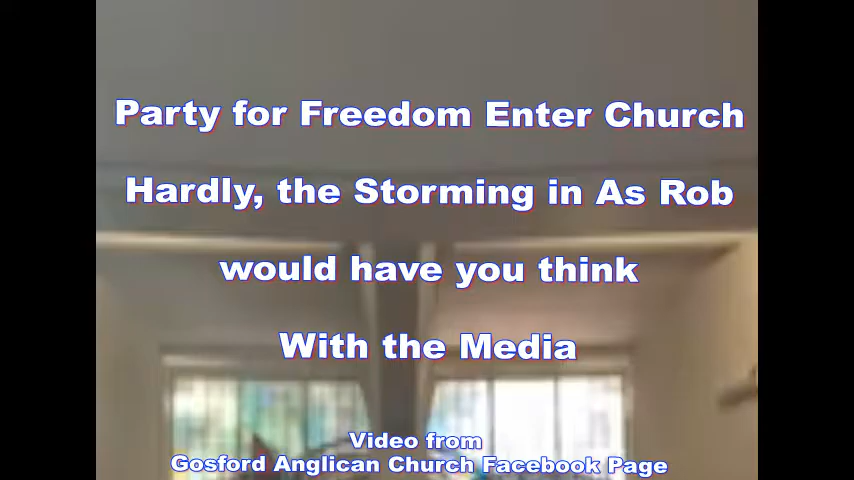 Party for Freedom Enter Church
Hardly, the Storming in As Rob
would have you think
With the Media
Video from
Gosford Anglican Church Facebook Page